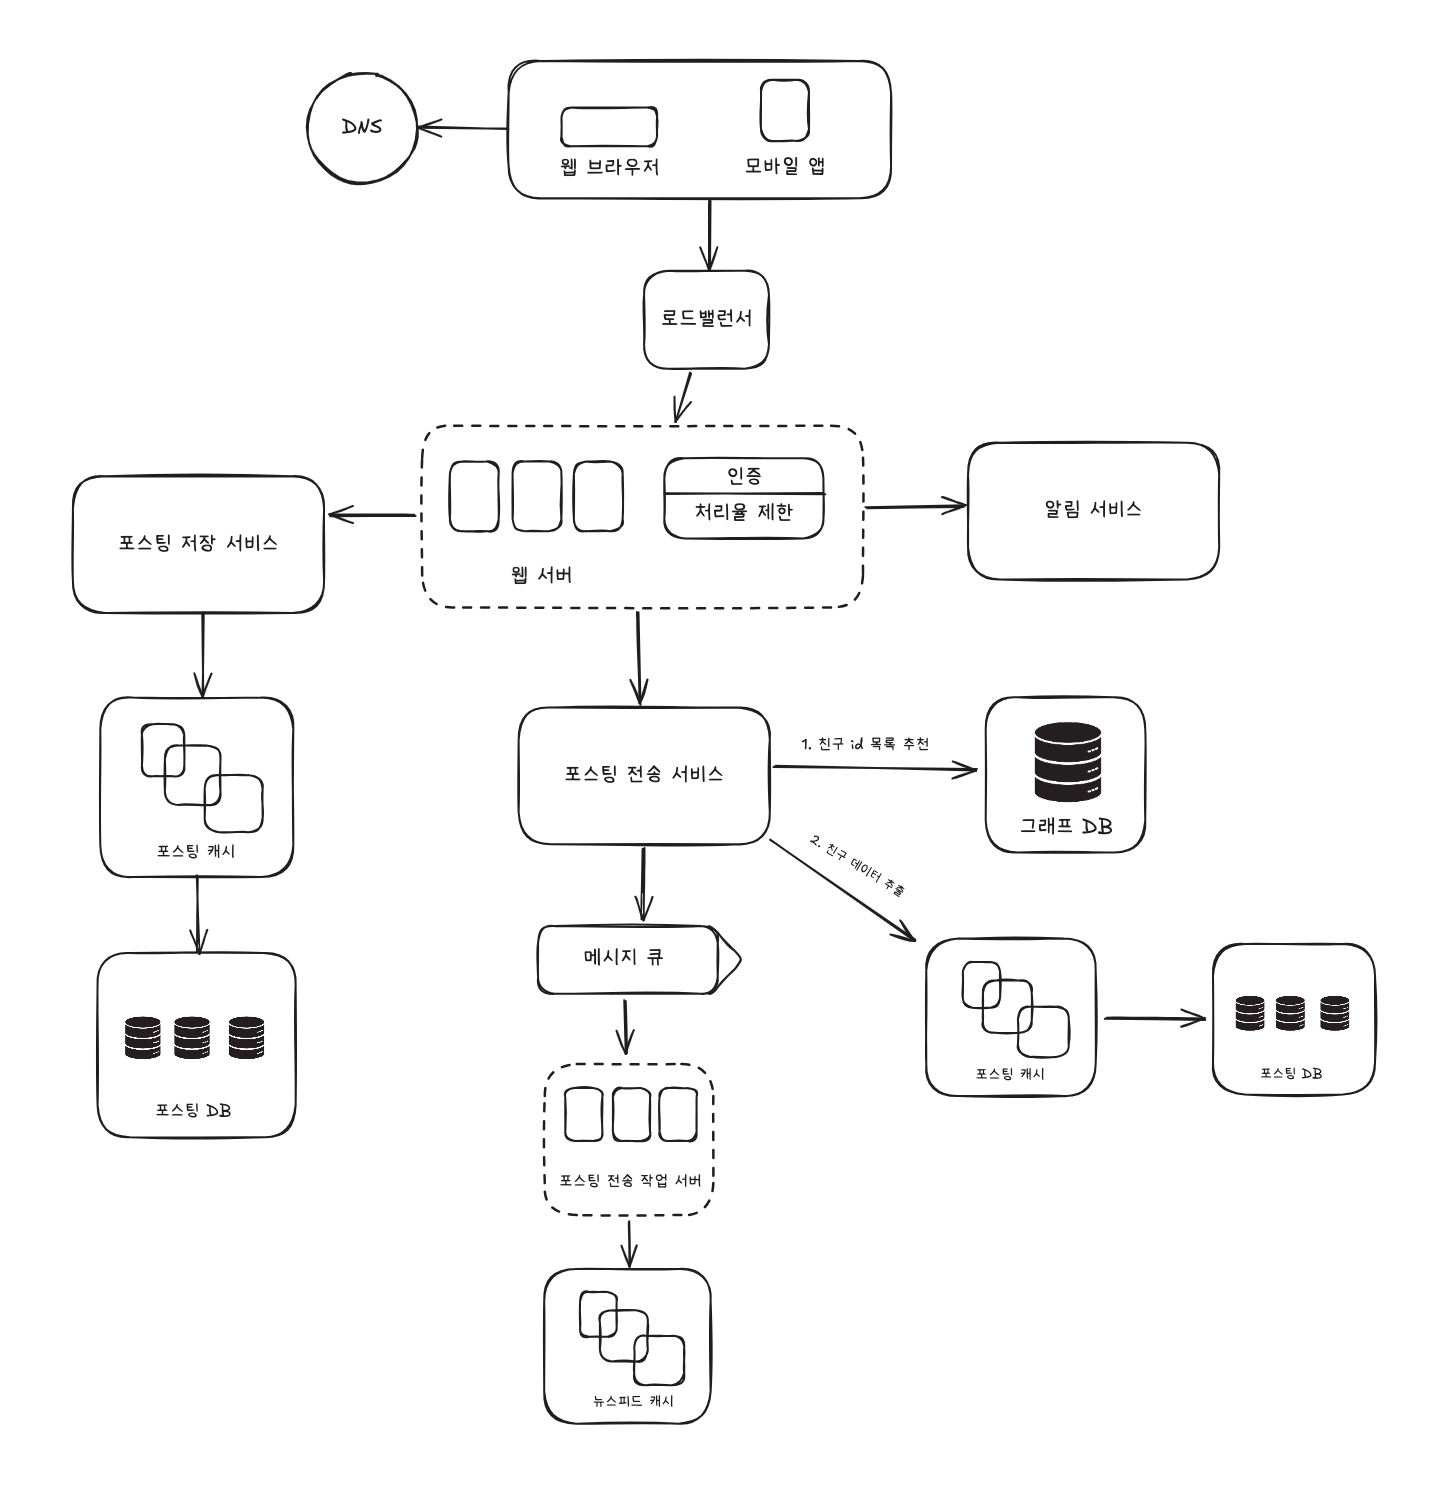 DNS
웹 브라우저
모바일 앱
로드밸런서
인증
처리율 제한
웹 서버
포스팅 저장 서비스
알림 서비스
포스팅 캐시
포스팅 DB
포스팅 전송 서비스
1. 친구 id 목록 추천
그래프 DB
2. 친구 데이터 추출
메시지 큐
포스팅 캐시
포스팅 DB
포스팅 전송 작업 서버
뉴스피드 캐시